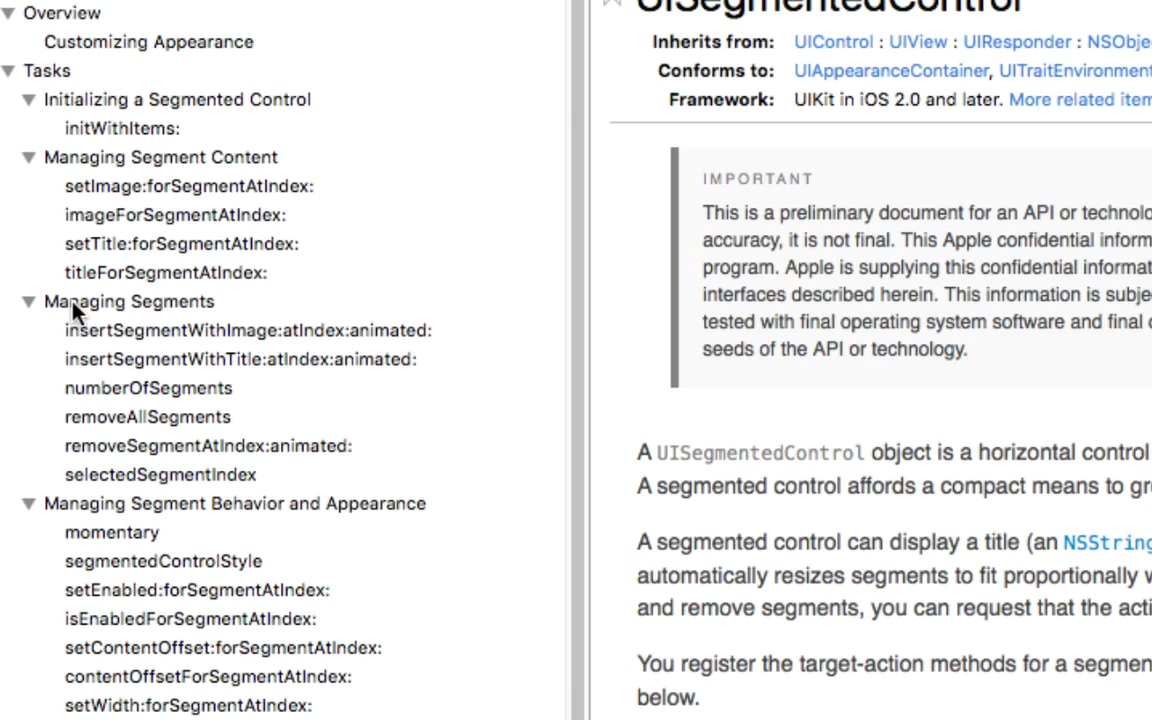 Overview
Customizing Appearance
Tasks
Initializing a Segmented Control
initWithItems:
Managing Segment Content
setImage:forSegmentAtIndex:
imageForSegmentAtIndex:
setTitle:forSegmentAtIndex:
titleForSegmentAtIndex:
Managing Segments
insertSegmentWithImage:atIndex:animated:
insertSegmentWithTitle:atIndex:animated:
numberOfSegments
removeAllSegments
removeSegmentAtIndex:animated:
selectedSegmentIndex
Managing Segment Behavior and Appearance
momentary
segmentedControlStyle
setEnabled:forSegmentAtIndex:
isEnabledForSegmentAtIndex:
setContentOffset:forSegmentAtIndex:
contentOffsetForSegmentAtIndex:
setWidth:forSegmentAtIndex:
UISegmentedControl
Inherits from: UIControl : UIView : UIResponder : NSObje
Conforms to: UIAppearanceContainer, UITraitEnvironment
Framework: UIKit in iOS 2.0 and later. More related item
IMPORTANT
This is a preliminary document for an API or technolo
accuracy, it is not final. This Apple confidential inform
program. Apple is supplying this confidential informat
interfaces described herein. This information is subje
tested with final operating system software and final d
seeds of the API or technology.
A UISegmentedControl object is a horizontal control
A segmented control affords a compact means to gr
A segmented control can display a title (an NSString
automatically resizes segments to fit proportionally w
and remove segments, you can request that the acti
You register the target-action methods for a segmen
below.